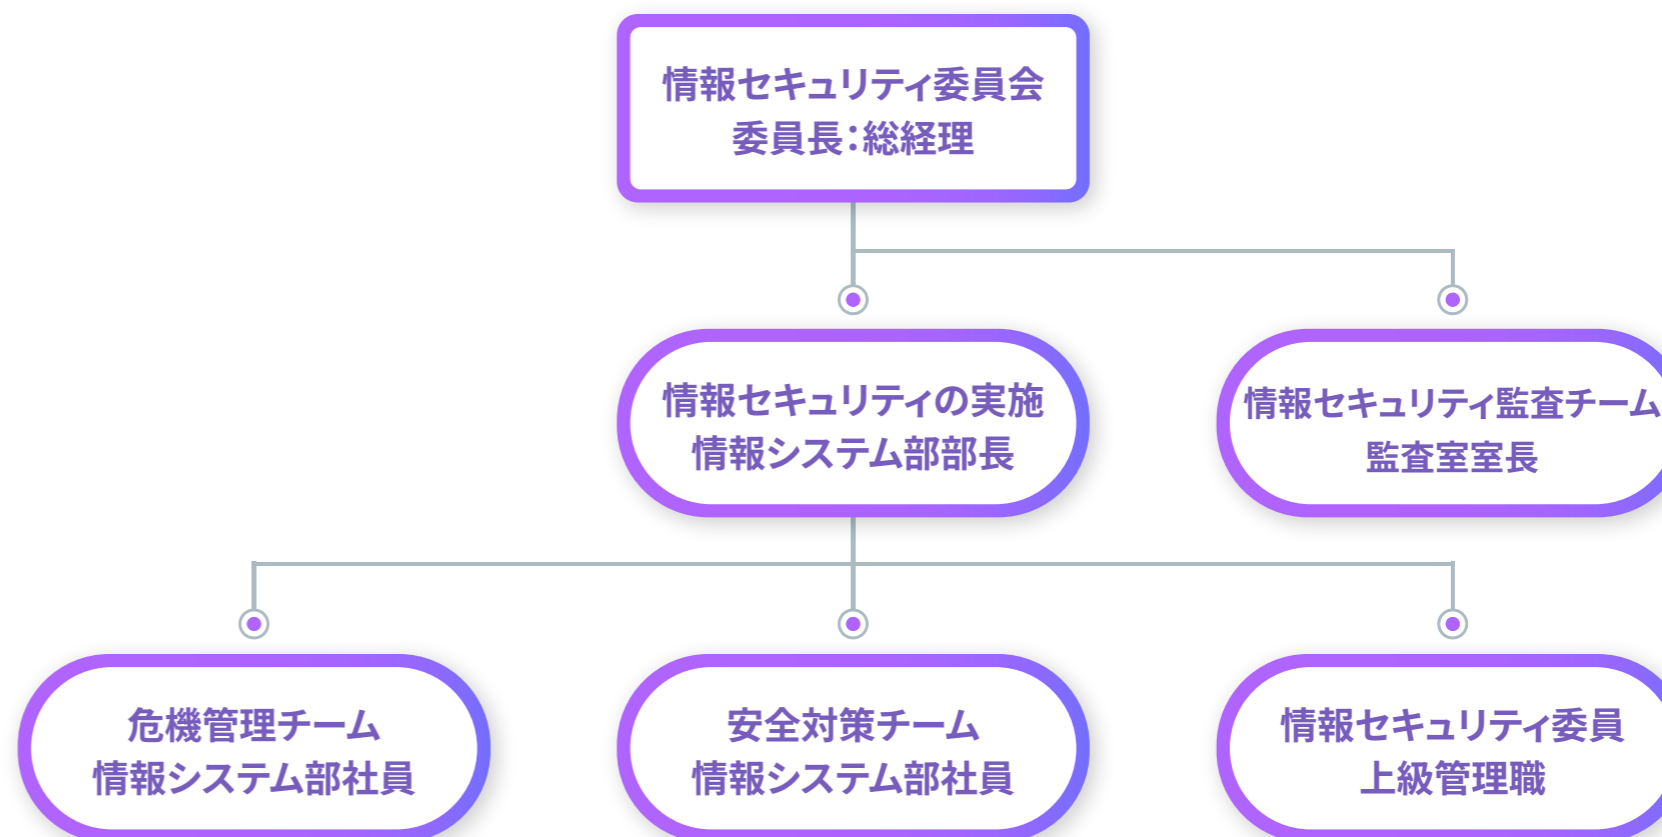 情報セキュリティ委員会
委員長：総経理
情報セキュリティの実施
情報システム部部長
情報セキュリティ監査チーム
監査室室長
危機管理チーム
情報システム部社員
安全対策チーム
情報システム部社員
情報セキュリティ委員
上級管理職